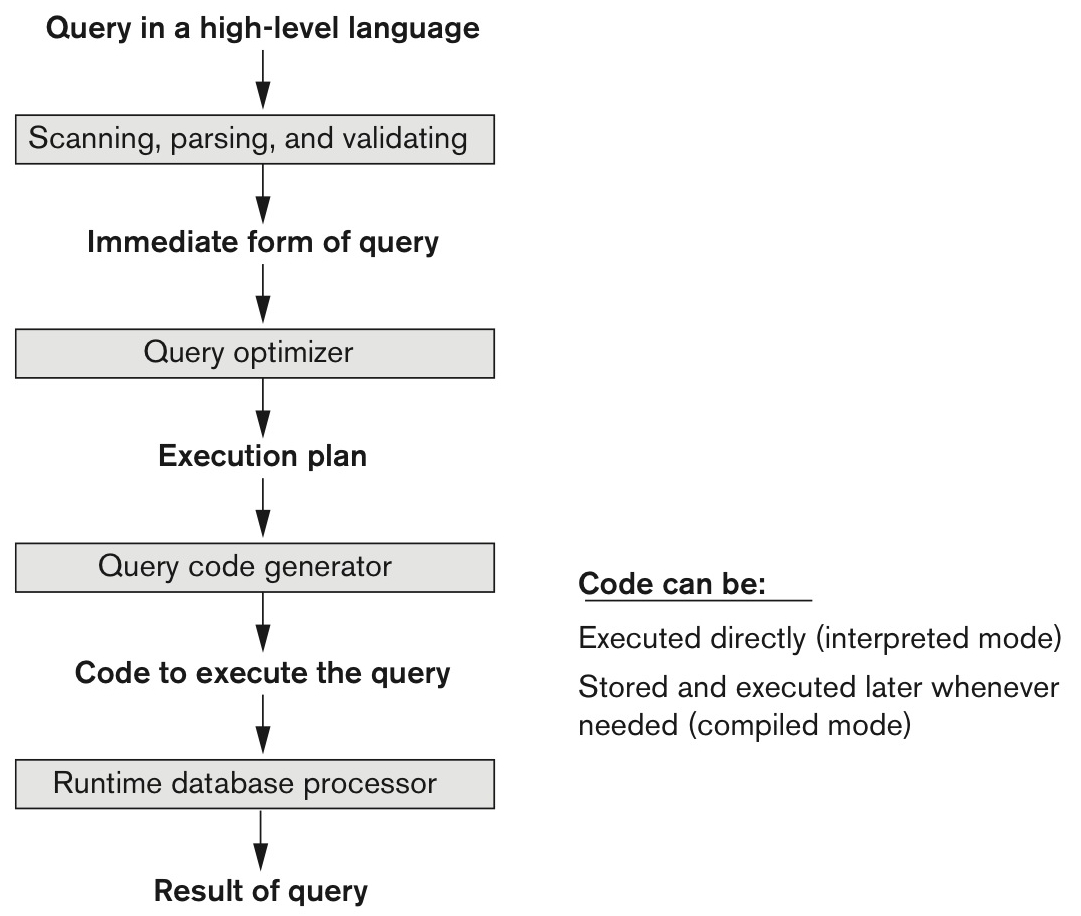 Query in a high-level language
Scanning, parsing, and validating
Immediate form of query
Query optimizer
Execution plan
Query code generator
Code to execute the query
Runtime database processor
Result of query
Code can be:
Executed directly (interpreted mode)
Stored and executed later whenever
needed (compiled mode)